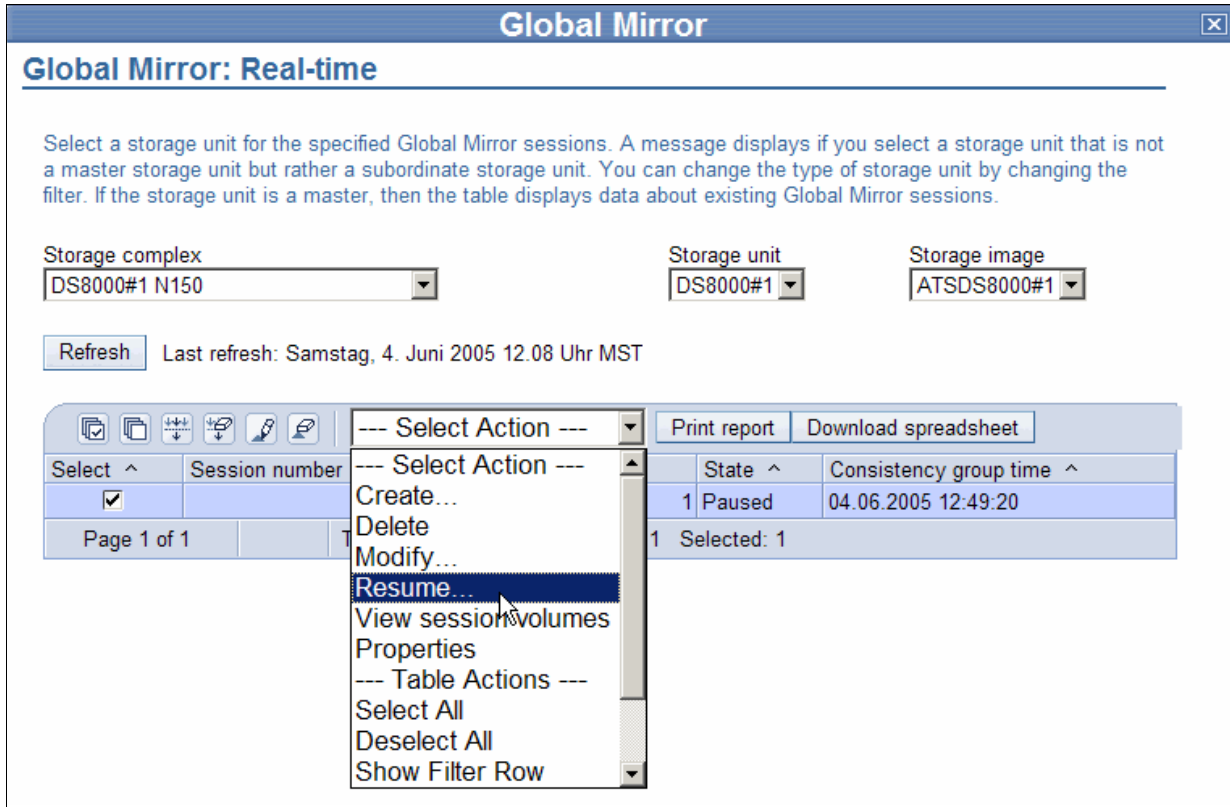 Global Mirror
Global Mirror: Real-time
Select a storage unit for the specified Global Mirror sessions. A message displays if you select a storage unit that is not
a master storage unit but rather a subordinate storage unit. You can change the type of storage unit by changing the
filter. If the storage unit is a master, then the table displays data about existing Global Mirror sessions.
Storage complex Storage unit Storage image
DS8000#1 N150 DS8000#1 ATSDS8000#1
Refresh Last refresh: Samstag, 4. Juni 2005 12.08 Uhr MST
--- Select Action --- Print report Download spreadsheet
Select ^ Session number State ^ Consistency group time ^
1 Paused 04.06.2005 12:49:20
Page 1 of 1 T 1 Selected: 1
--- Select Action ---
Create...
Delete
Modify...
Resume...
View session volumes
Properties
--- Table Actions ---
Select All
Deselect All
Show Filter Row